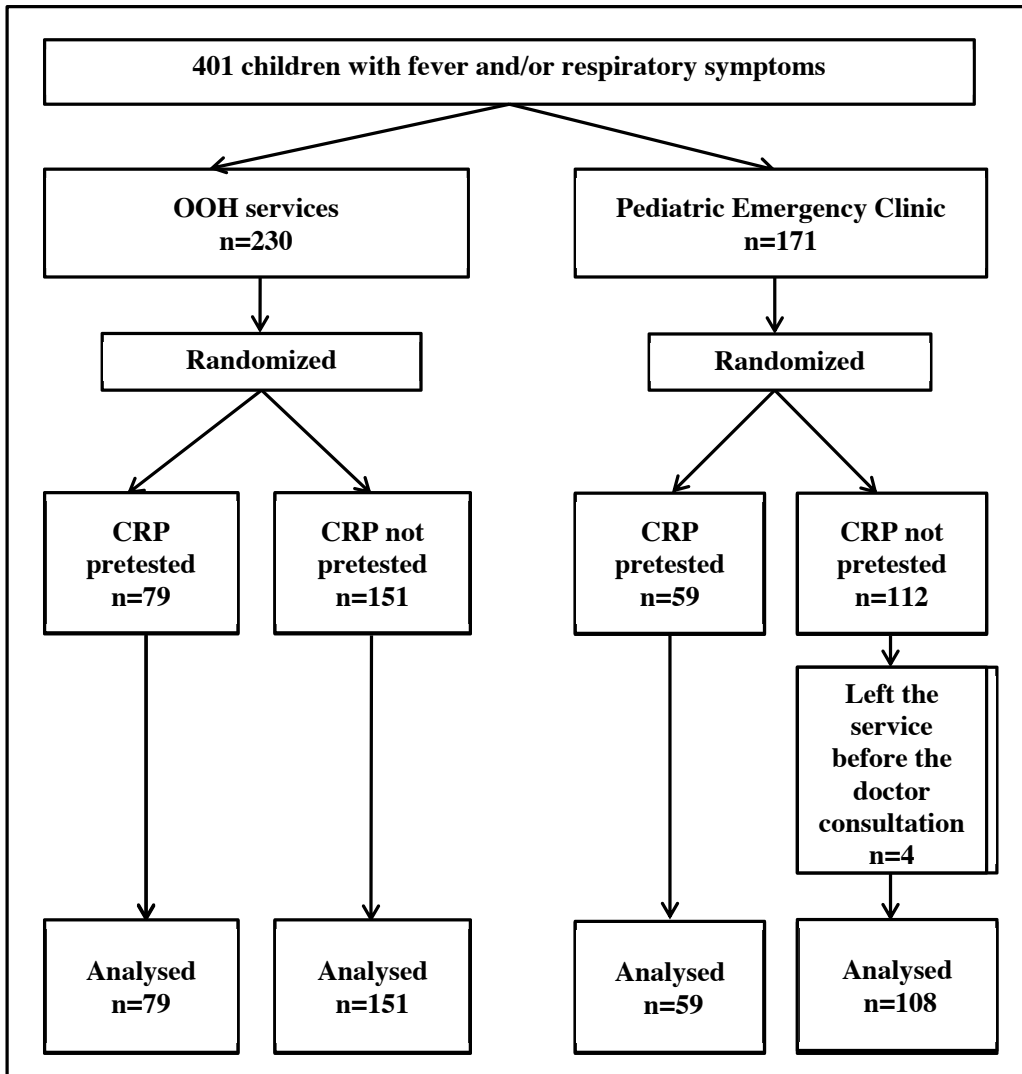 401 children with fever and/or respiratory symptoms
OOH services
n=230
Pediatric Emergency Clinic
n=171
Randomized
Randomized
CRP
pretested
n=79
CRP not
pretested
n=151
CRP
pretested
n=59
CRP not
pretested
n=112
Left the
service
before the
doctor
consultation
n=4
Analysed
n=79
Analysed
n=151
Analysed
n=59
Analysed
n=108